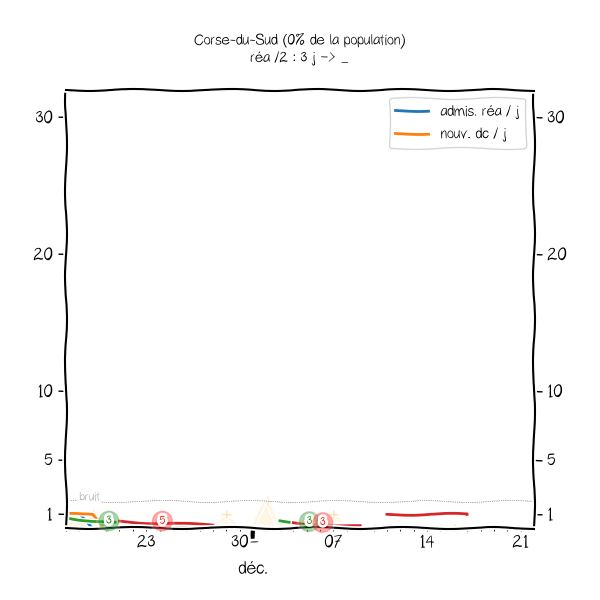 Corse-du-Sud (0% de la population)
réa /2 : 3 j -> _
admis. réa / j
nouv. dc / j
30 30
20 20
10 10
5 5
... bruit
1 1
3 5 3 3
23 30 07 14 21
déc.